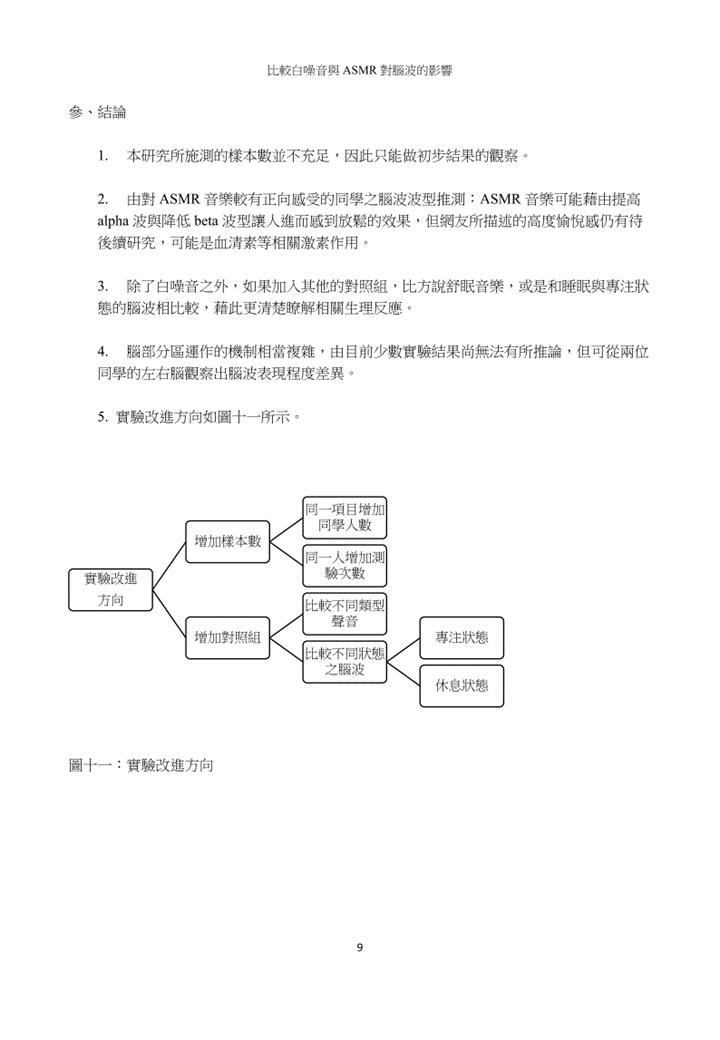 比較白噪音與 ASMR 對腦波的影響
參、結論
1. 本研究所施測的樣本數並不充足，因此只能做初步結果的觀察。
2. 由對 ASMR 音樂較有正向感受的同學之腦波波型推測：ASMR 音樂可能藉由提高
alpha 波與降低 beta 波型讓人進而感到放鬆的效果，但網友所描述的高度愉悅感仍有待
後續研究，可能是血清素等相關激素作用。
3. 除了白噪音之外，如果加入其他的對照組，比方說舒眠音樂，或是和睡眠與專注狀
態的腦波相比較，藉此更清楚瞭解相關生理反應。
4. 腦部分區運作的機制相當複雜，由目前少數實驗結果尚無法有所推論，但可從兩位
同學的左右腦觀察出腦波表現程度差異。
5. 實驗改進方向如圖十一所示。
實驗改進
方向
增加樣本數
同一項目增加
同學人數
同一人增加測
驗次數
增加對照組
比較不同類型
聲音
比較不同狀態
之腦波
專注狀態
休息狀態
圖十一：實驗改進方向
9